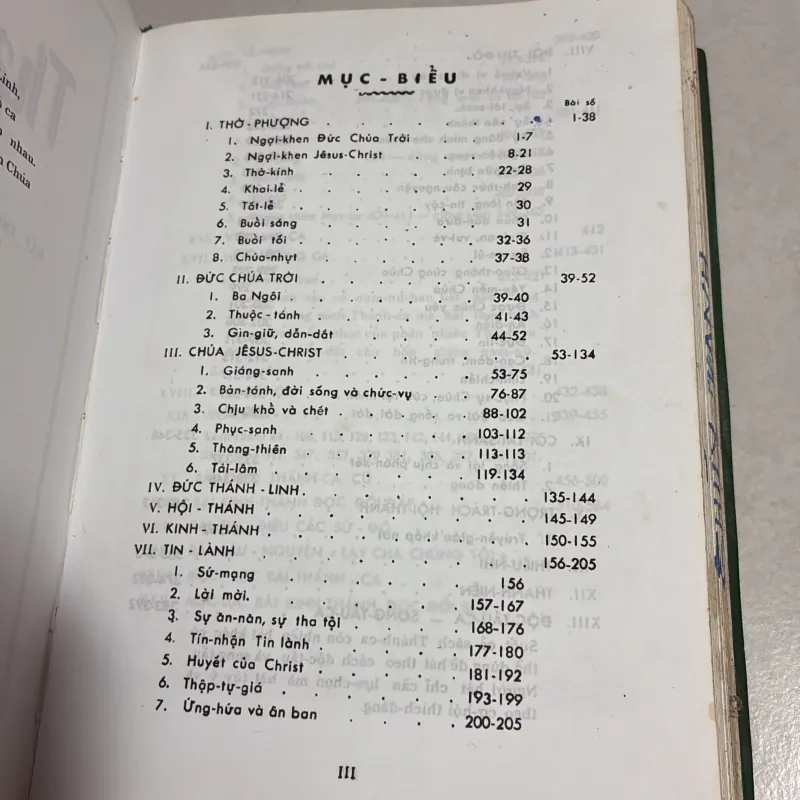 Linh,
ca
nhau.
Chúa
MỤC - BIỂU
Bài số
I. THỜ - PHƯỢNG . . . . . . . 1-38
1. Ngợi-khen Đức Chúa Trời . . . . 1-7
2. Ngợi-khen Jêsus-Christ . . . . 8-21
3. Thờ-kính . . . . . . 22-28
4. Khai-lễ . . . . . . 29
5. Tất-lễ . . . . . . 30
6. Buổi sáng . . . . . . 31
7. Buổi tối . . . . . . 32-36
8. Chúa-nhựt . . . . . . 37-38
II. ĐỨC CHÚA TRỜI . . . . . . 39-52
1. Ba Ngôi . . . . . . 39-40
2. Thuộc-tánh . . . . . . 41-43
3. Gìn-giữ, dẫn-dắt . . . . . 44-52
III. CHÚA JÊSUS-CHRIST . . . . . . 53-134
1. Giáng-sanh . . . . . . 53-75
2. Bản-tánh, đời sống và chức-vụ . . . 76-87
3. Chịu khổ và chết . . . . . 88-102
4. Phục-sanh . . . . . . 103-112
5. Thăng-thiên . . . . . . 113-113
6. Tái-lâm . . . . . . 119-134
IV. ĐỨC THÁNH - LINH . . . . . . 135-144
V. HỘI - THÁNH . . . . . . . 145-149
VI. KINH - THÁNH . . . . . . . 150-155
VII. TIN - LÀNH . . . . . . . 156-205
1. Sứ-mạng . . . . . . 156
2. Lời mời. . . . . . . 157-167
3. Sự ăn-năn, sự tha tội . . . . . 168-176
4. Tín-nhận Tin lành . . . . . 177-180
5. Huyết của Christ . . . . . 181-192
6. Thập-tự-giá . . . . . . 193-199
7. Ứng-hứa và ân ban . . . . . 200-205
III